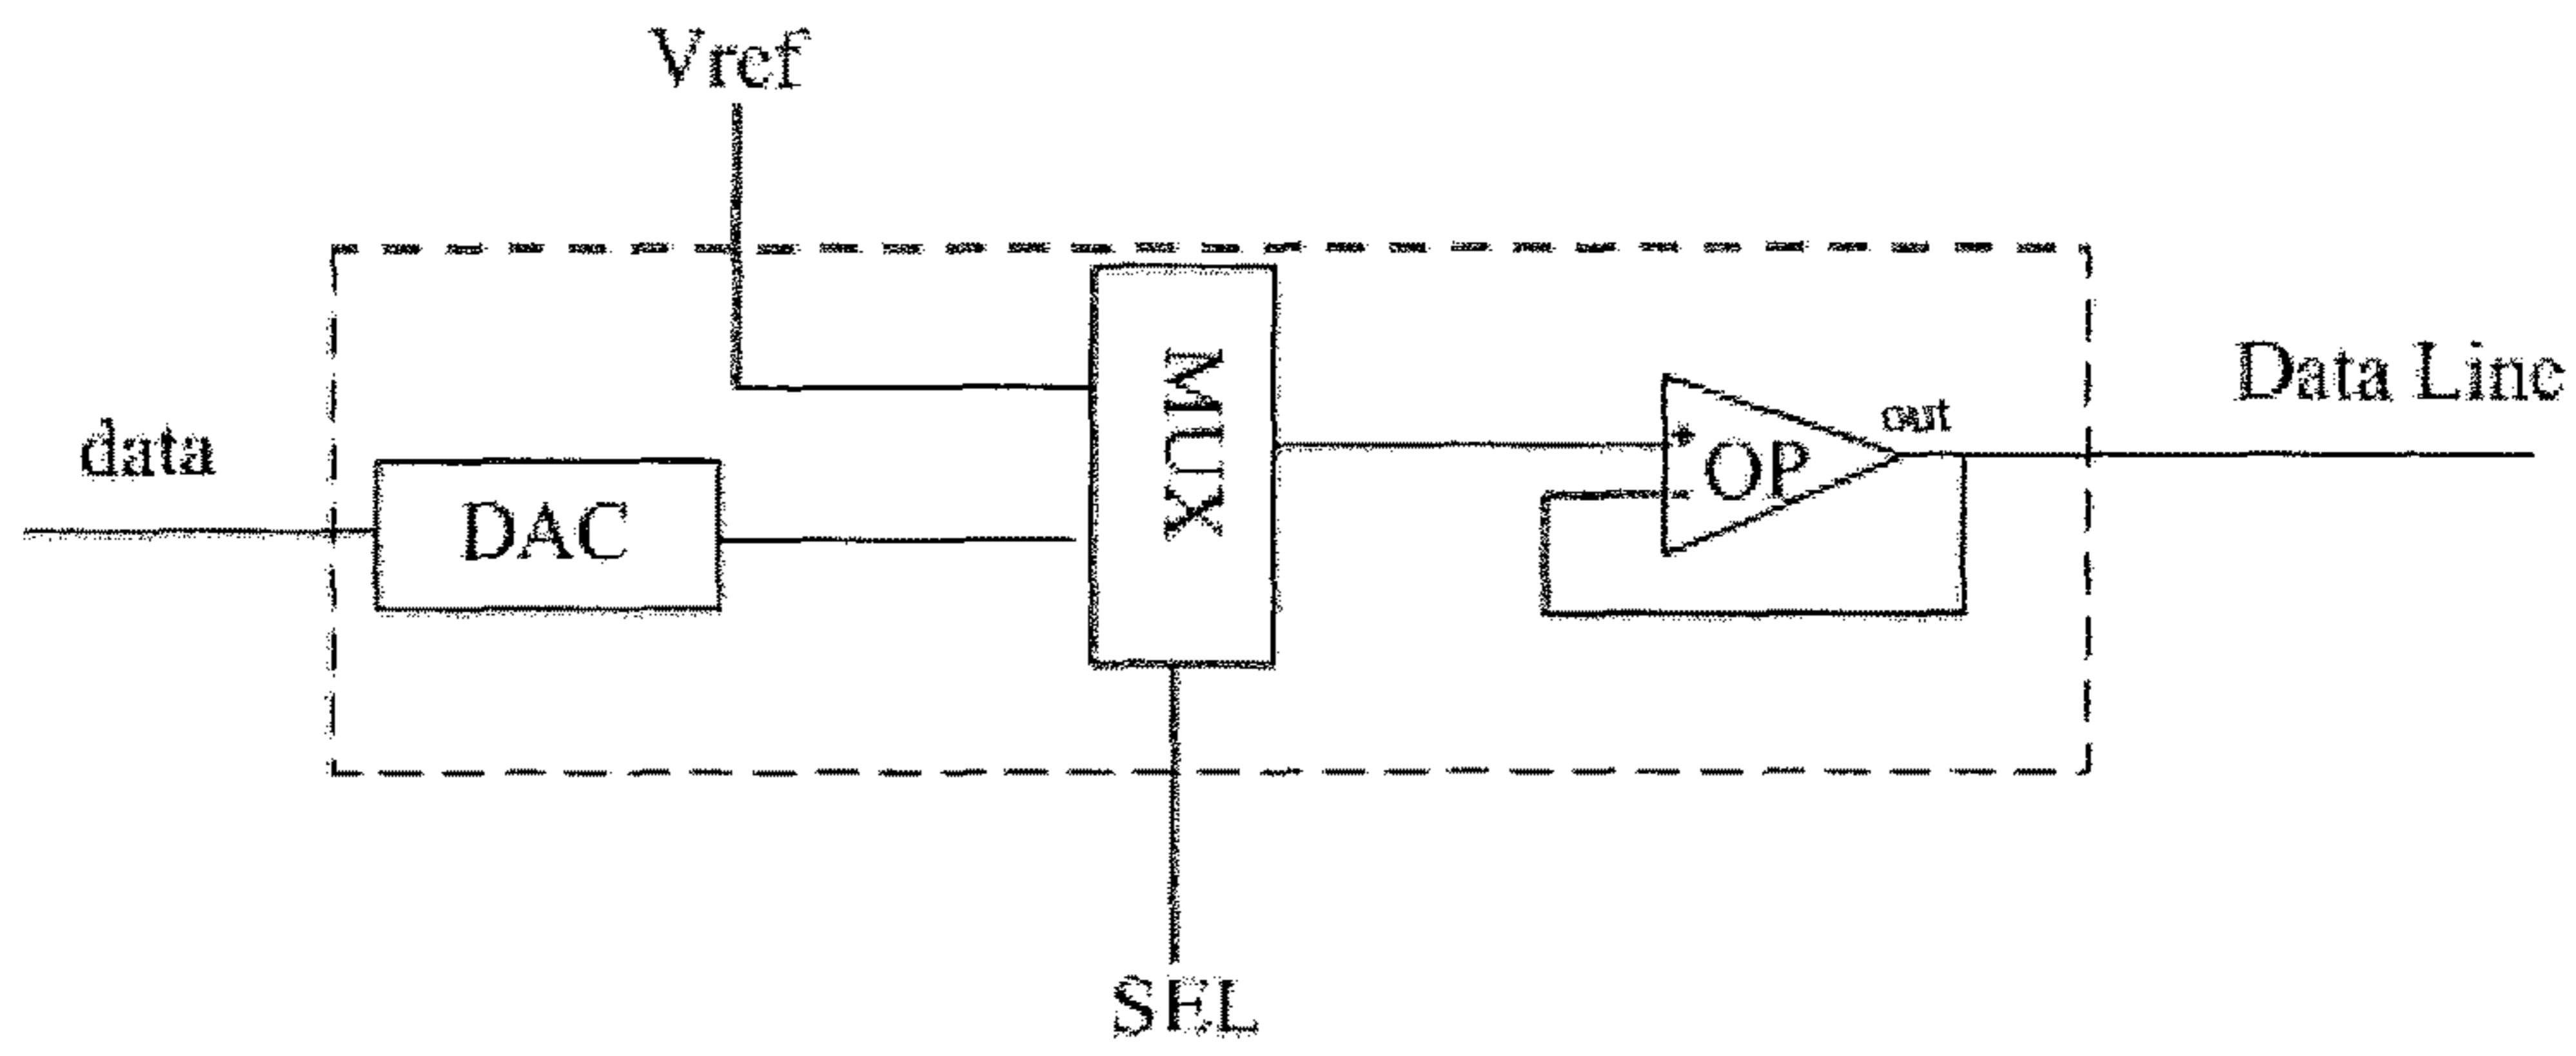 Vref
data
DAC
MUX
+
OP
out
Data Line
SEL